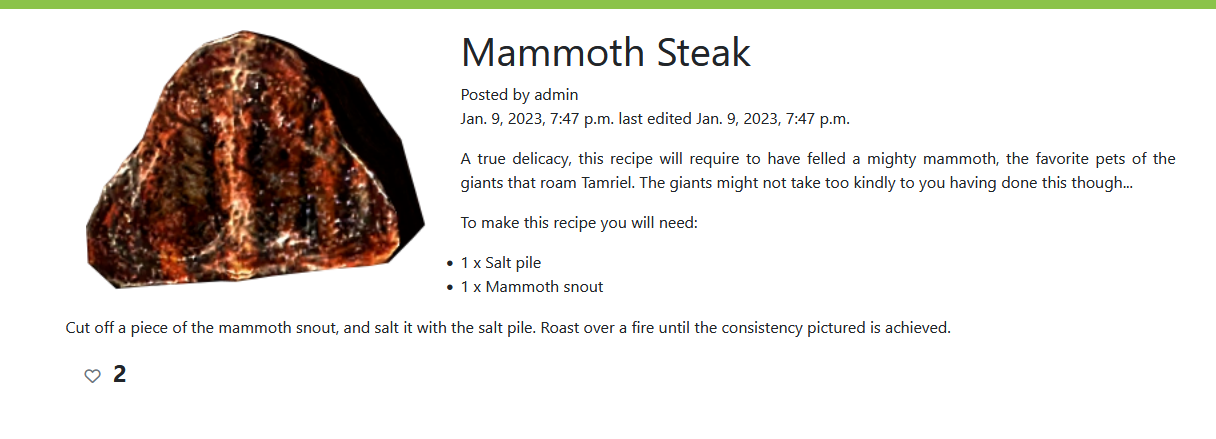 Mammoth Steak
Posted by admin
Jan. 9, 2023, 7:47 p.m. last edited Jan. 9, 2023, 7:47 p.m.
A true delicacy, this recipe will require to have felled a mighty mammoth, the favorite pets of the
giants that roam Tamriel. The giants might not take too kindly to you having done this though...
To make this recipe you will need:
• 1 x Salt pile
• 1 x Mammoth snout
Cut off a piece of the mammoth snout, and salt it with the salt pile. Roast over a fire until the consistency pictured is achieved.
2